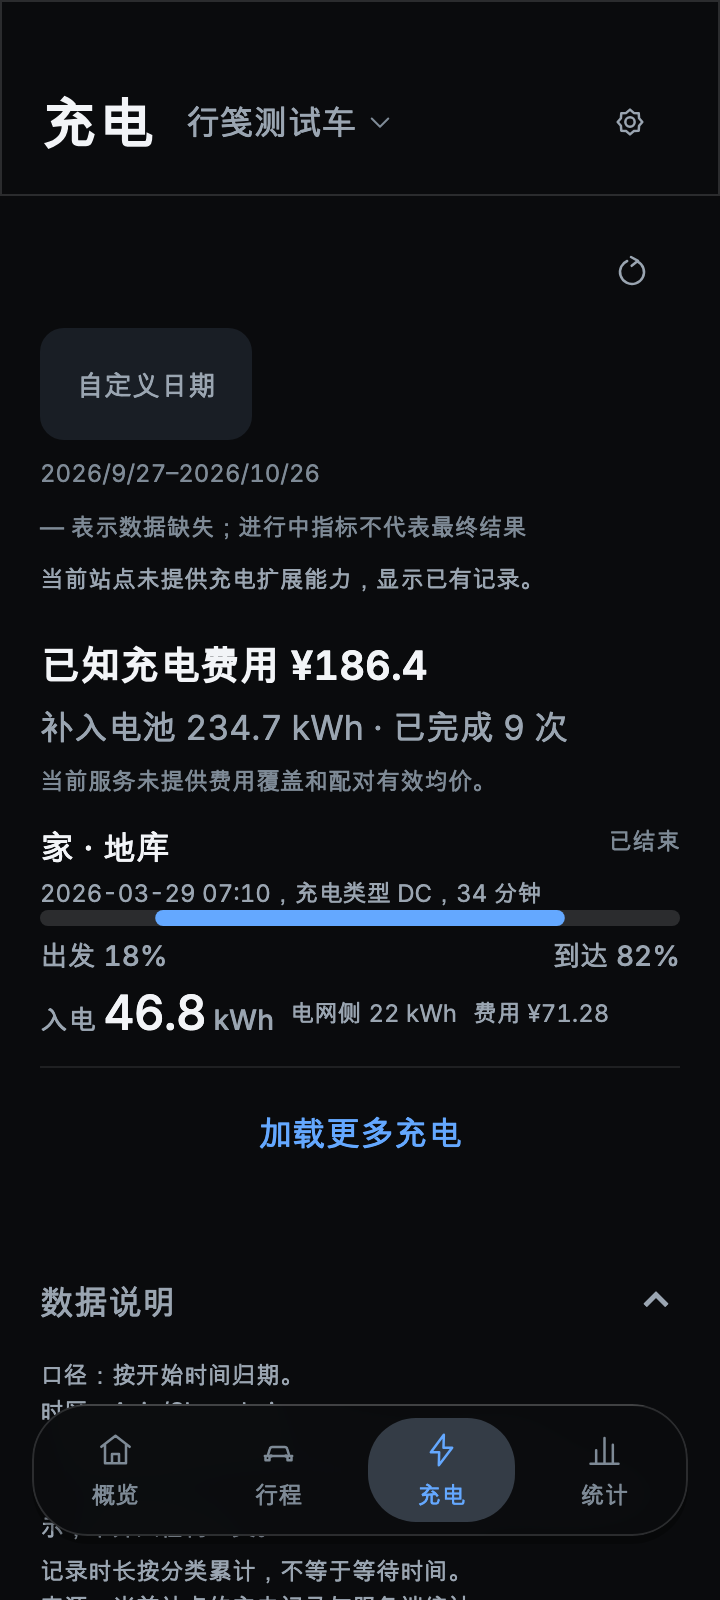 充电 行笺测试车
自定义日期
2026/9/27–2026/10/26
— 表示数据缺失；进行中指标不代表最终结果
当前站点未提供充电扩展能力，显示已有记录。
已知充电费用 ¥186.4
补入电池 234.7 kWh · 已完成 9 次
当前服务未提供费用覆盖和配对有效均价。
家 · 地库 已结束
2026-03-29 07:10，充电类型 DC，34 分钟
出发 18% 到达 82%
入电 46.8 kWh 电网侧 22 kWh 费用 ¥71.28
加载更多充电
数据说明
口径：按开始时间归期。
概览 行程 充电 统计
记录时长按分类累计，不等于等待时间。